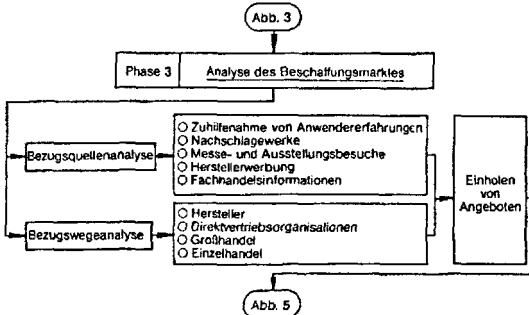 Abb. 3
Phase 3 Analyse des Beschaffungsmarktes
Bezugsquellenanalyse
○ Zuhilfenahme von Anwendererfahrungen
○ Nachschlagewerke
○ Messe- und Ausstellungsbesuche
○ Herstellerwerbung
○ Fachhandelsinformationen
Bezugswegeanalyse
○ Hersteller
○ Direktvertriebsorganisationen
○ Großhandel
○ Einzelhandel
Einholen
von
Angeboten
Abb. 5